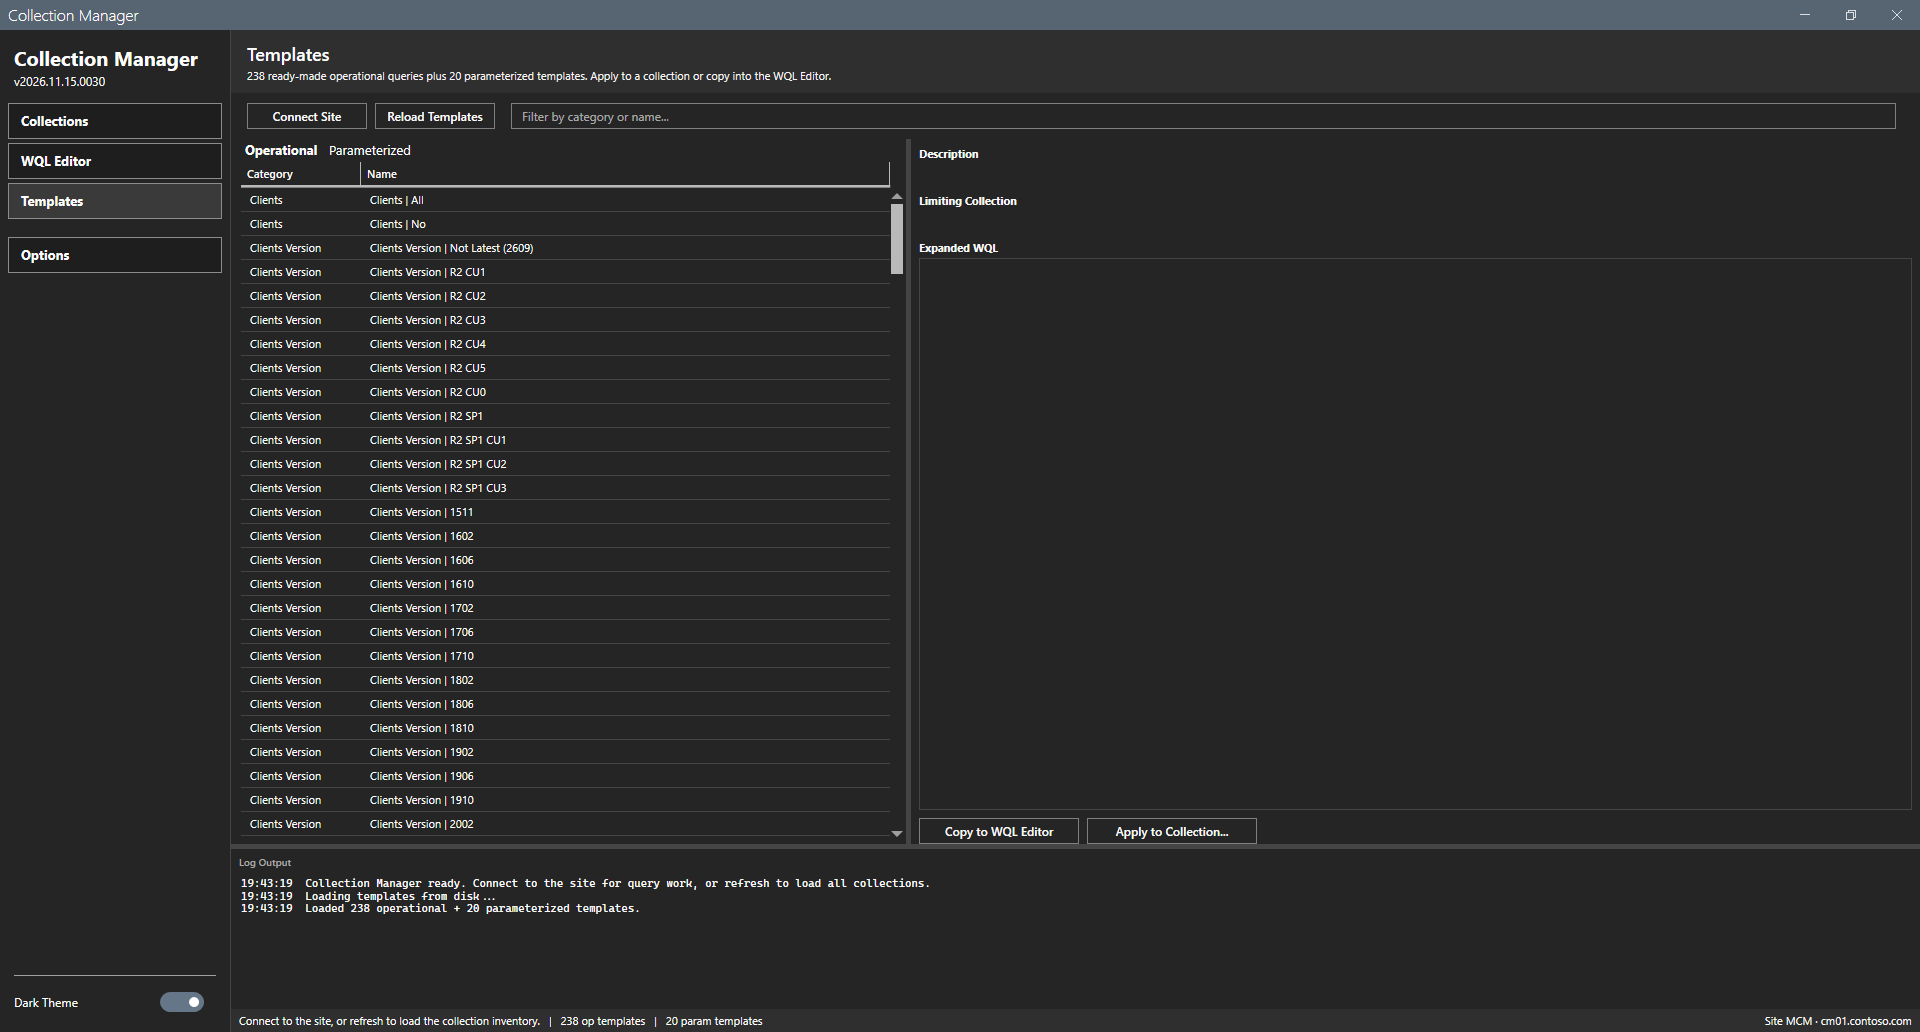 Collection Manager
Collection Manager
v2026.11.15.0030
Collections
WQL Editor
Templates
Options
Dark Theme
Templates
238 ready-made operational queries plus 20 parameterized templates. Apply to a collection or copy into the WQL Editor.
Connect Site
Reload Templates
Filter by category or name...
Operational Parameterized
Category Name
Clients Clients | All
Clients Clients | No
Clients Version Clients Version | Not Latest (2609)
Clients Version Clients Version | R2 CU1
Clients Version Clients Version | R2 CU2
Clients Version Clients Version | R2 CU3
Clients Version Clients Version | R2 CU4
Clients Version Clients Version | R2 CU5
Clients Version Clients Version | R2 CU0
Clients Version Clients Version | R2 SP1
Clients Version Clients Version | R2 SP1 CU1
Clients Version Clients Version | R2 SP1 CU2
Clients Version Clients Version | R2 SP1 CU3
Clients Version Clients Version | 1511
Clients Version Clients Version | 1602
Clients Version Clients Version | 1606
Clients Version Clients Version | 1610
Clients Version Clients Version | 1702
Clients Version Clients Version | 1706
Clients Version Clients Version | 1710
Clients Version Clients Version | 1802
Clients Version Clients Version | 1806
Clients Version Clients Version | 1810
Clients Version Clients Version | 1902
Clients Version Clients Version | 1906
Clients Version Clients Version | 1910
Clients Version Clients Version | 2002
Description
Limiting Collection
Expanded WQL
Copy to WQL Editor
Apply to Collection...
Log Output
19:43:19 Collection Manager ready. Connect to the site for query work, or refresh to load all collections.
19:43:19 Loading templates from disk...
19:43:19 Loaded 238 operational + 20 parameterized templates.
Connect to the site, or refresh to load the collection inventory. | 238 op templates | 20 param templates
Site MCM · cm01.contoso.com